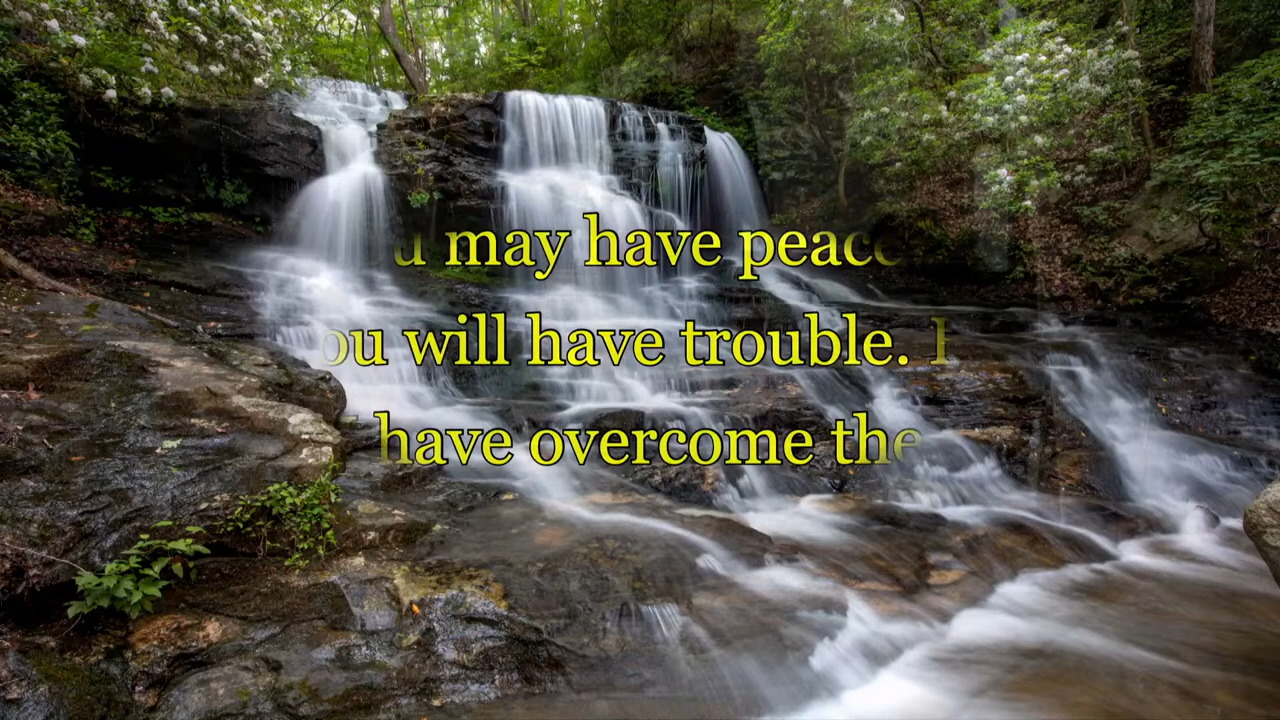 u may have peace
ou will have trouble. I
have overcome the